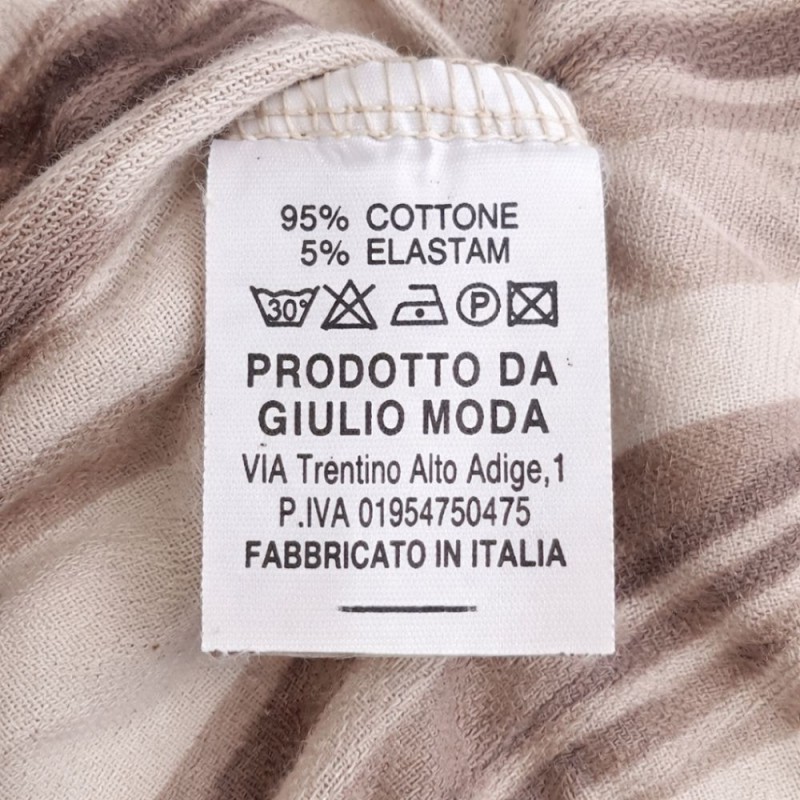 95% COTTONE
5% ELASTAM
30° P
PRODOTTO DA
GIULIO MODA
VIA Trentino Alto Adige,1
P.IVA 01954750475
FABBRICATO IN ITALIA